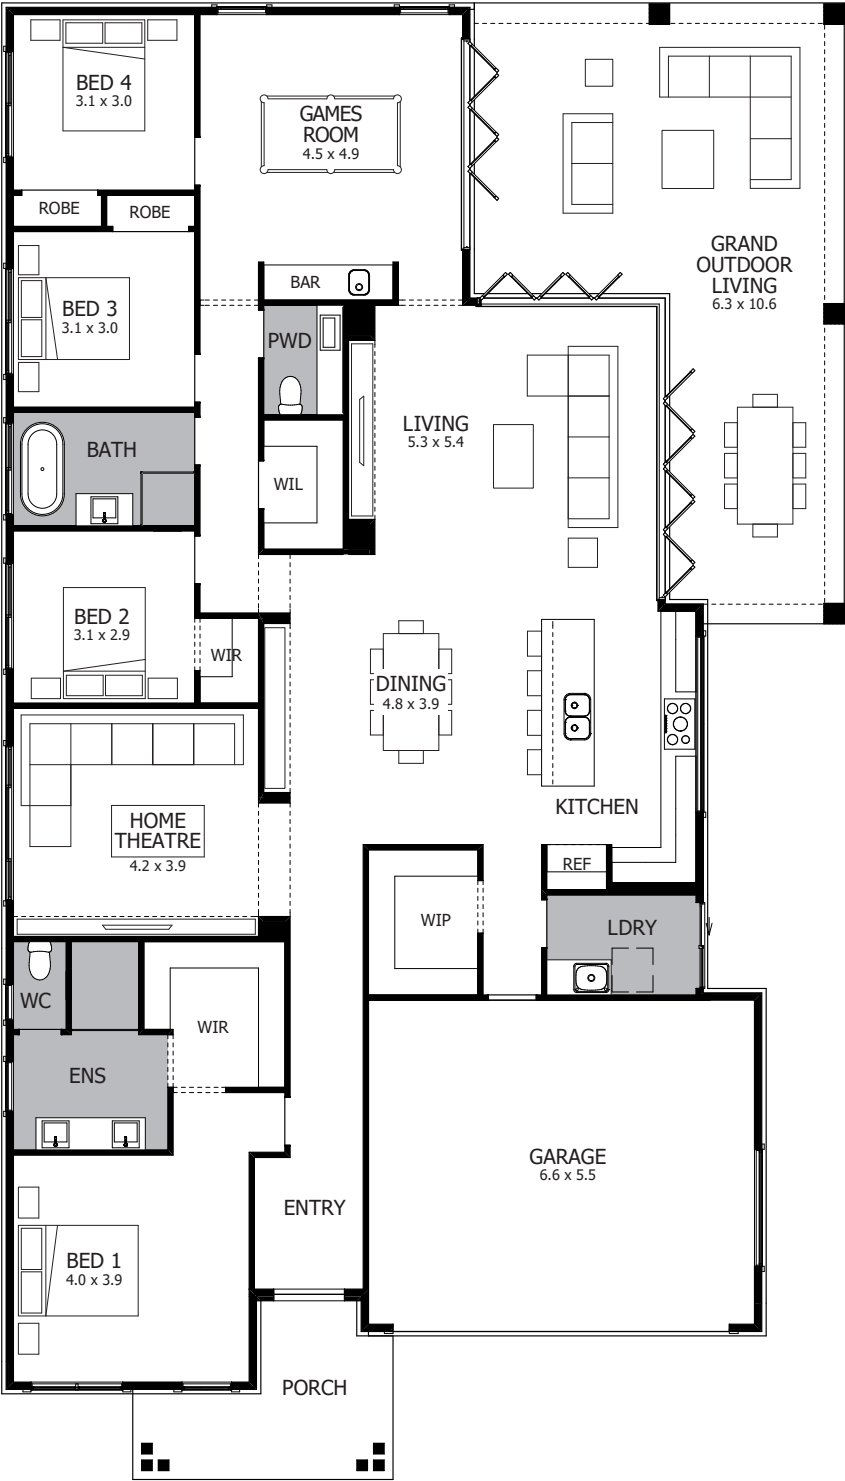 BED 4
3.1 x 3.0
GAMES
ROOM
4.5 x 4.9
ROBE
ROBE
GRAND
OUTDOOR
LIVING
6.3 x 10.6
BAR
BED 3
3.1 x 3.0
PWD
LIVING
5.3 x 5.4
BATH
WIL
BED 2
3.1 x 2.9
WIR
DINING
4.8 x 3.9
KITCHEN
HOME
THEATRE
4.2 x 3.9
REF
WIP
LDRY
WC
WIR
ENS
GARAGE
6.6 x 5.5
ENTRY
BED 1
4.0 x 3.9
PORCH